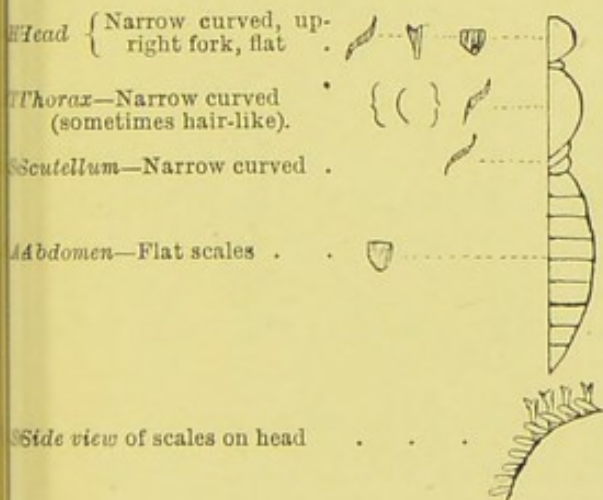 Head { Narrow curved, up-
right fork, flat .
Thorax—Narrow curved .
(sometimes hair-like).
Scutellum—Narrow curved .
Abdomen—Flat scales . .
Side view of scales on head . . .